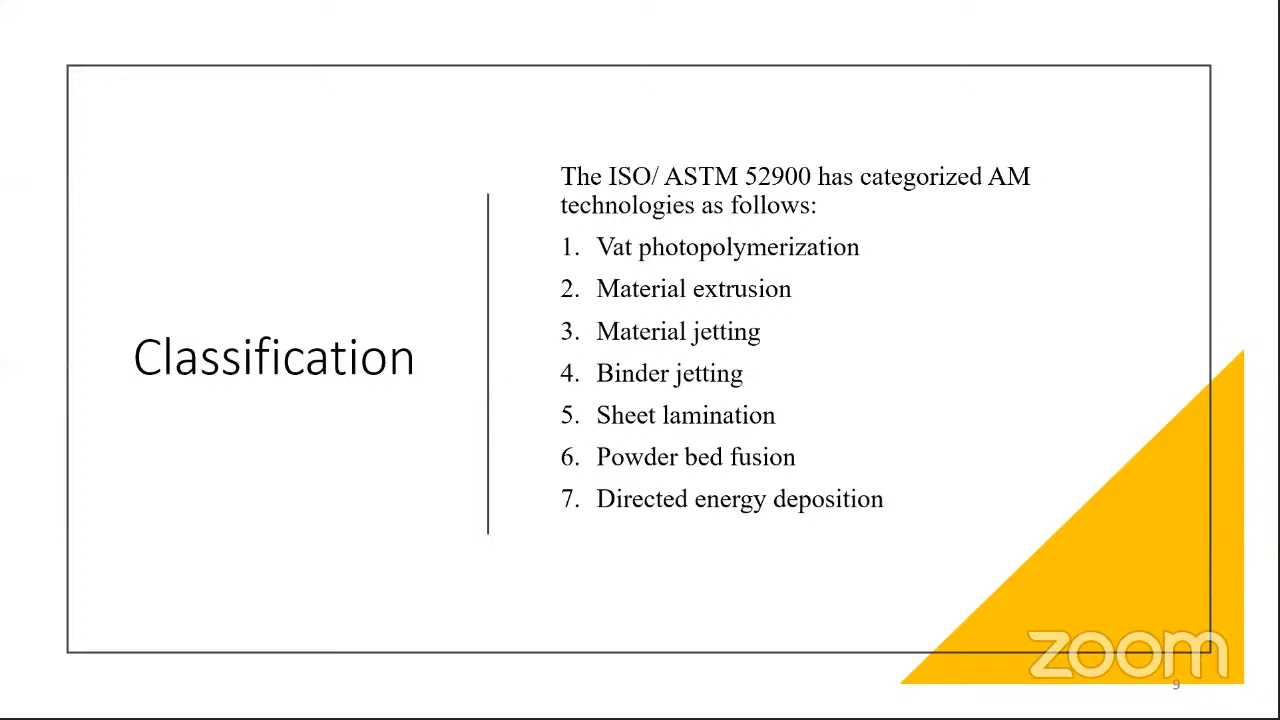 Classification
The ISO/ ASTM 52900 has categorized AM
technologies as follows:
1. Vat photopolymerization
2. Material extrusion
3. Material jetting
4. Binder jetting
5. Sheet lamination
6. Powder bed fusion
7. Directed energy deposition
zoom
9